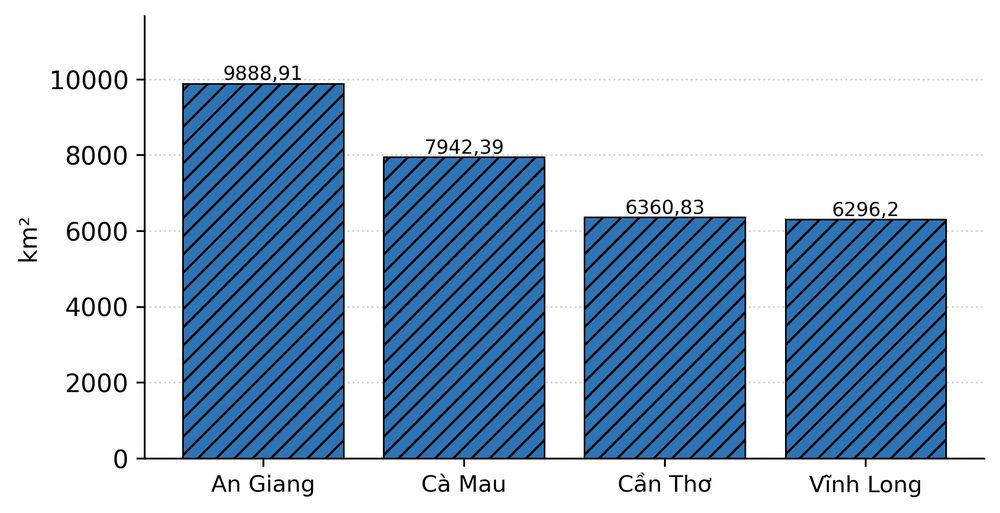 km²
10000
8000
6000
4000
2000
0
9888,91
7942,39
6360,83
6296,2
An Giang
Cà Mau
Cần Thơ
Vĩnh Long